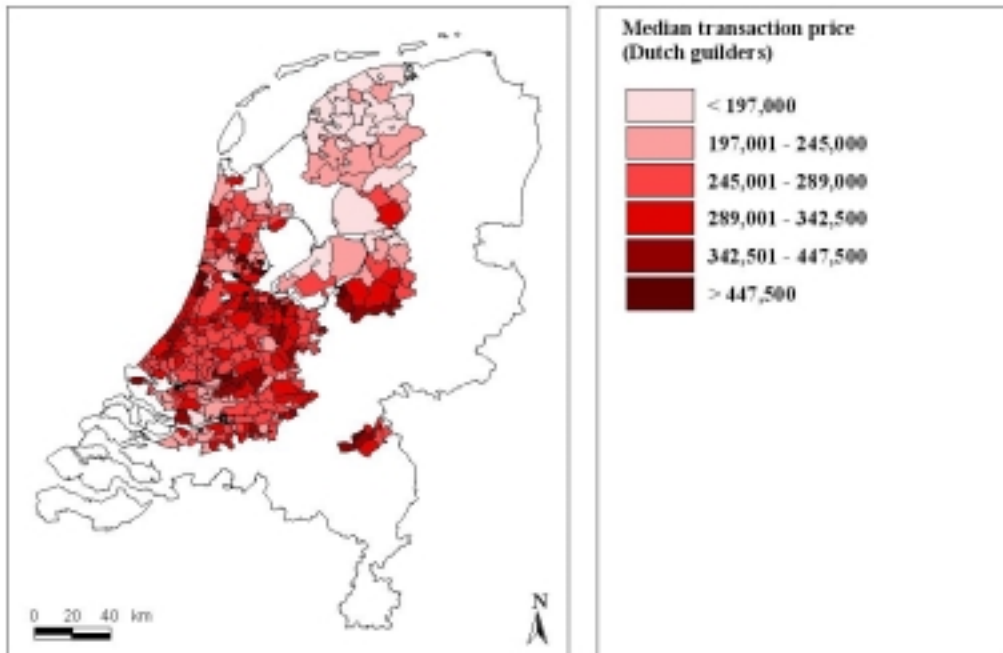 Median transaction price
(Dutch guilders)
< 197,000
197,001 - 245,000
245,001 - 289,000
289,001 - 342,500
342,501 - 447,500
> 447,500
N
0 20 40 km